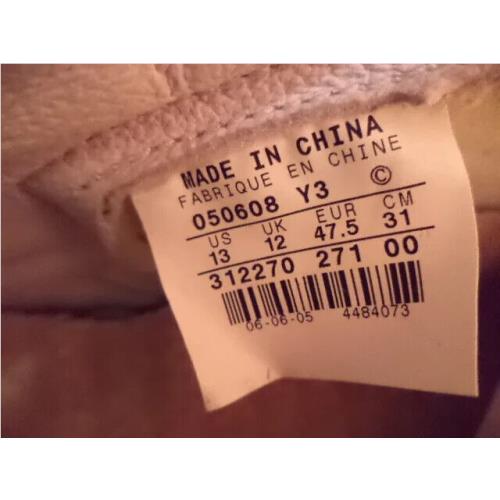 MADE IN CHINA
FABRIQUE EN CHINE
050608 Y3 ©
US UK EUR CM
13 12 47.5 31
312270 271 00
06-06-05 4484073